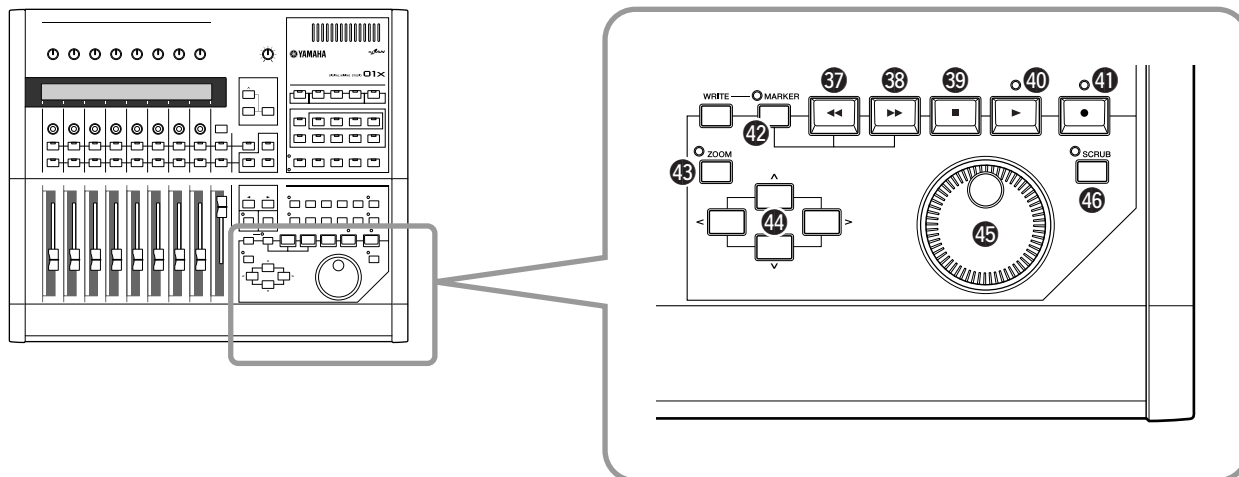 YAMAHA
01X
37 38 39 40 41
WRITE MARKER
42
43 ZOOM
SCRUB
46
44
45